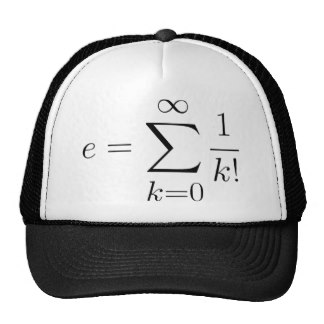 e = ∑_{k=0}^{∞} 1/k!